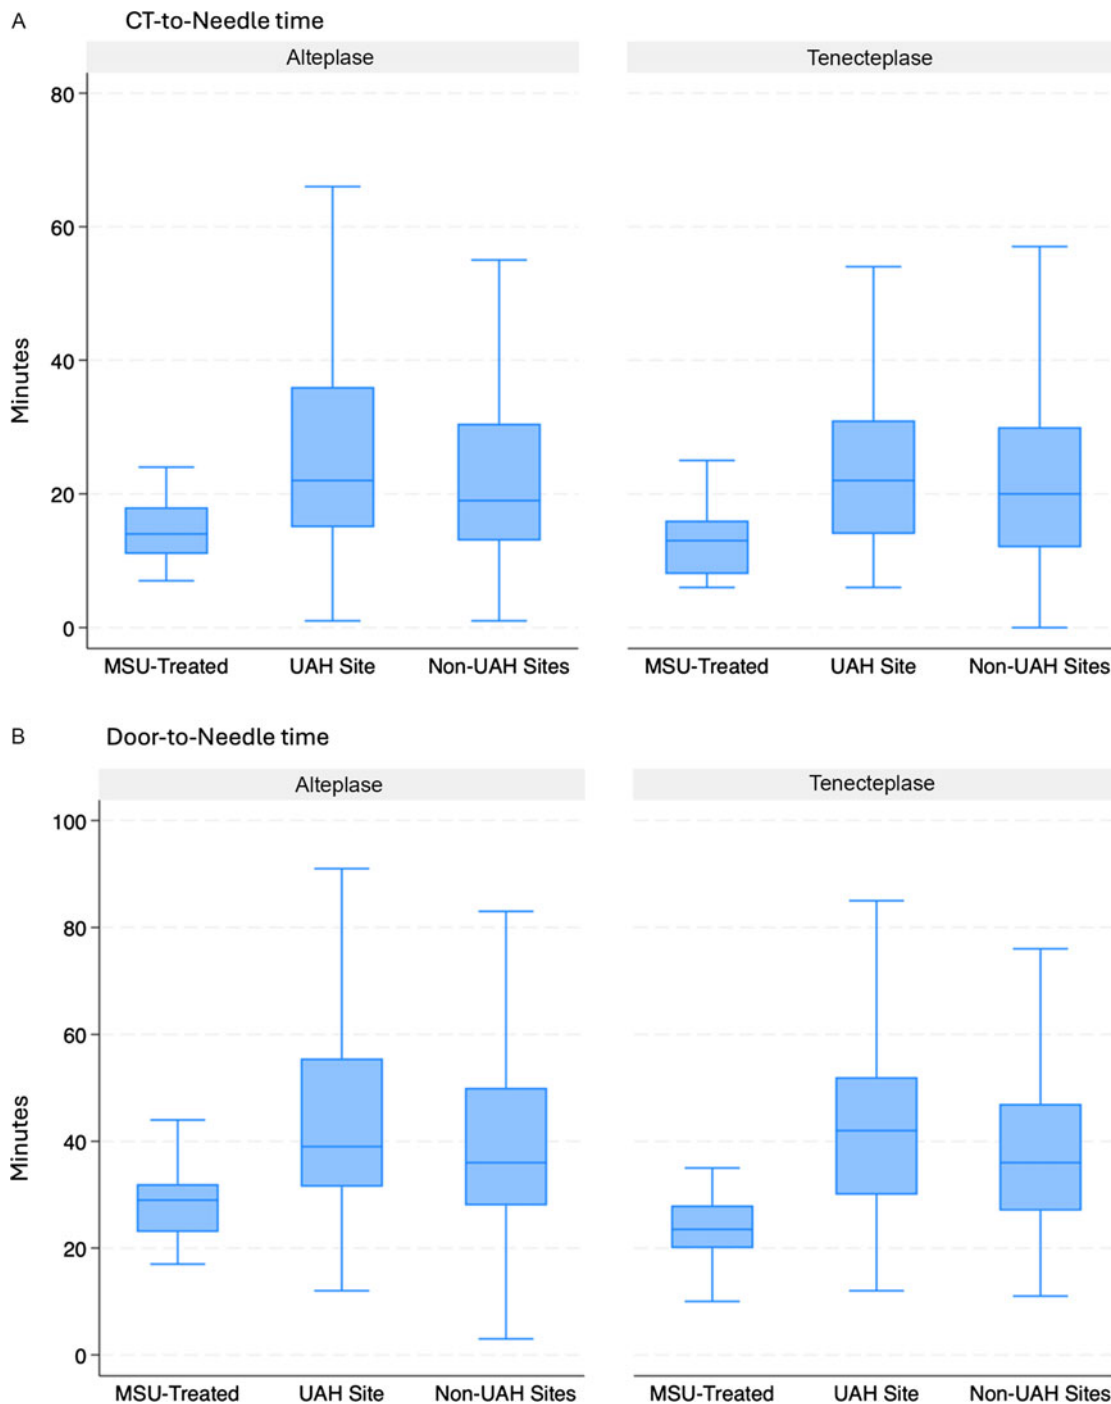 A CT-to-Needle time
Alteplase Tenecteplase
80
60
40
20
0
Minutes
MSU-Treated UAH Site Non-UAH Sites MSU-Treated UAH Site Non-UAH Sites
B Door-to-Needle time
Alteplase Tenecteplase
100
80
60
40
20
0
Minutes
MSU-Treated UAH Site Non-UAH Sites MSU-Treated UAH Site Non-UAH Sites